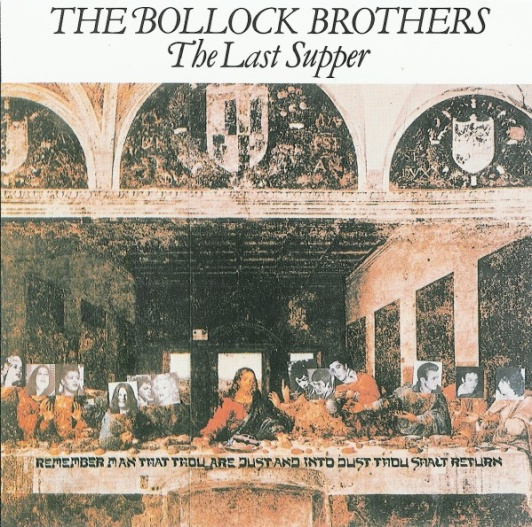 THE BOLLOCK BROTHERS
The Last Supper
REMEMBER MAN THAT THOU ARE DUST AND INTO DUST THOU SHALT RETURN